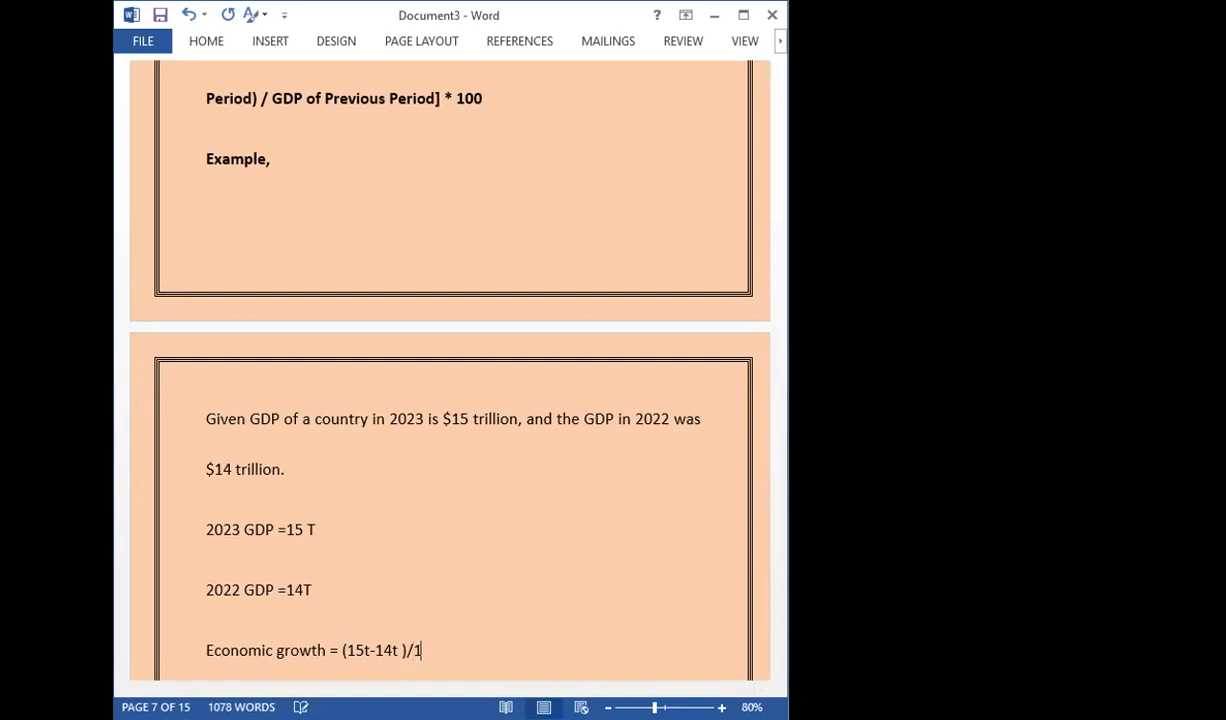 Document3 - Word
?
FILE HOME INSERT DESIGN PAGE LAYOUT REFERENCES MAILINGS REVIEW VIEW
Period) / GDP of Previous Period] * 100
Example,
Given GDP of a country in 2023 is $15 trillion, and the GDP in 2022 was
$14 trillion.
2023 GDP =15 T
2022 GDP =14T
Economic growth = (15t-14t )/1
PAGE 7 OF 15 1078 WORDS 80%